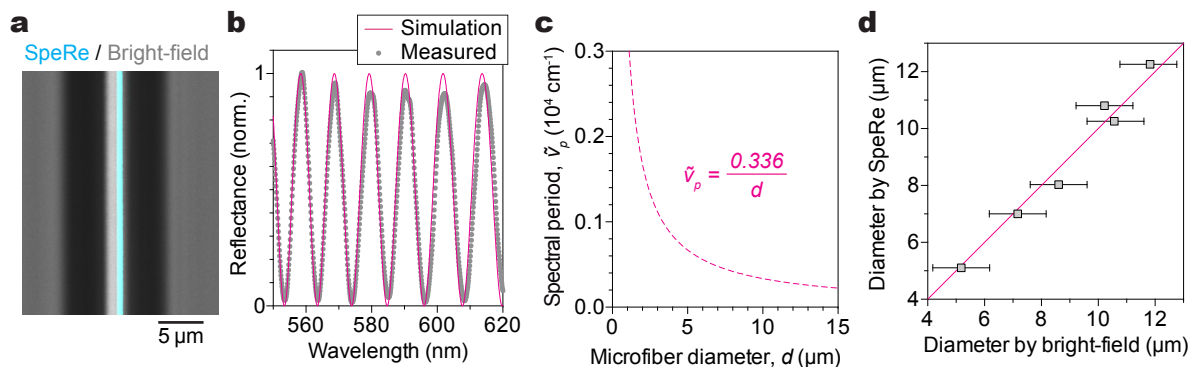 a
SpeRe / Bright-field
5 μm
b
Simulation
Measured
Reflectance (norm.)
1
0
560 580 600 620
Wavelength (nm)
c
Spectral period, ṽp (10⁴ cm⁻¹)
0.3
0.2
0.1
0.0
ṽp = 0.336 / d
0 5 10 15
Microfiber diameter, d (μm)
d
Diameter by SpeRe (μm)
12
10
8
6
4
4 6 8 10 12
Diameter by bright-field (μm)